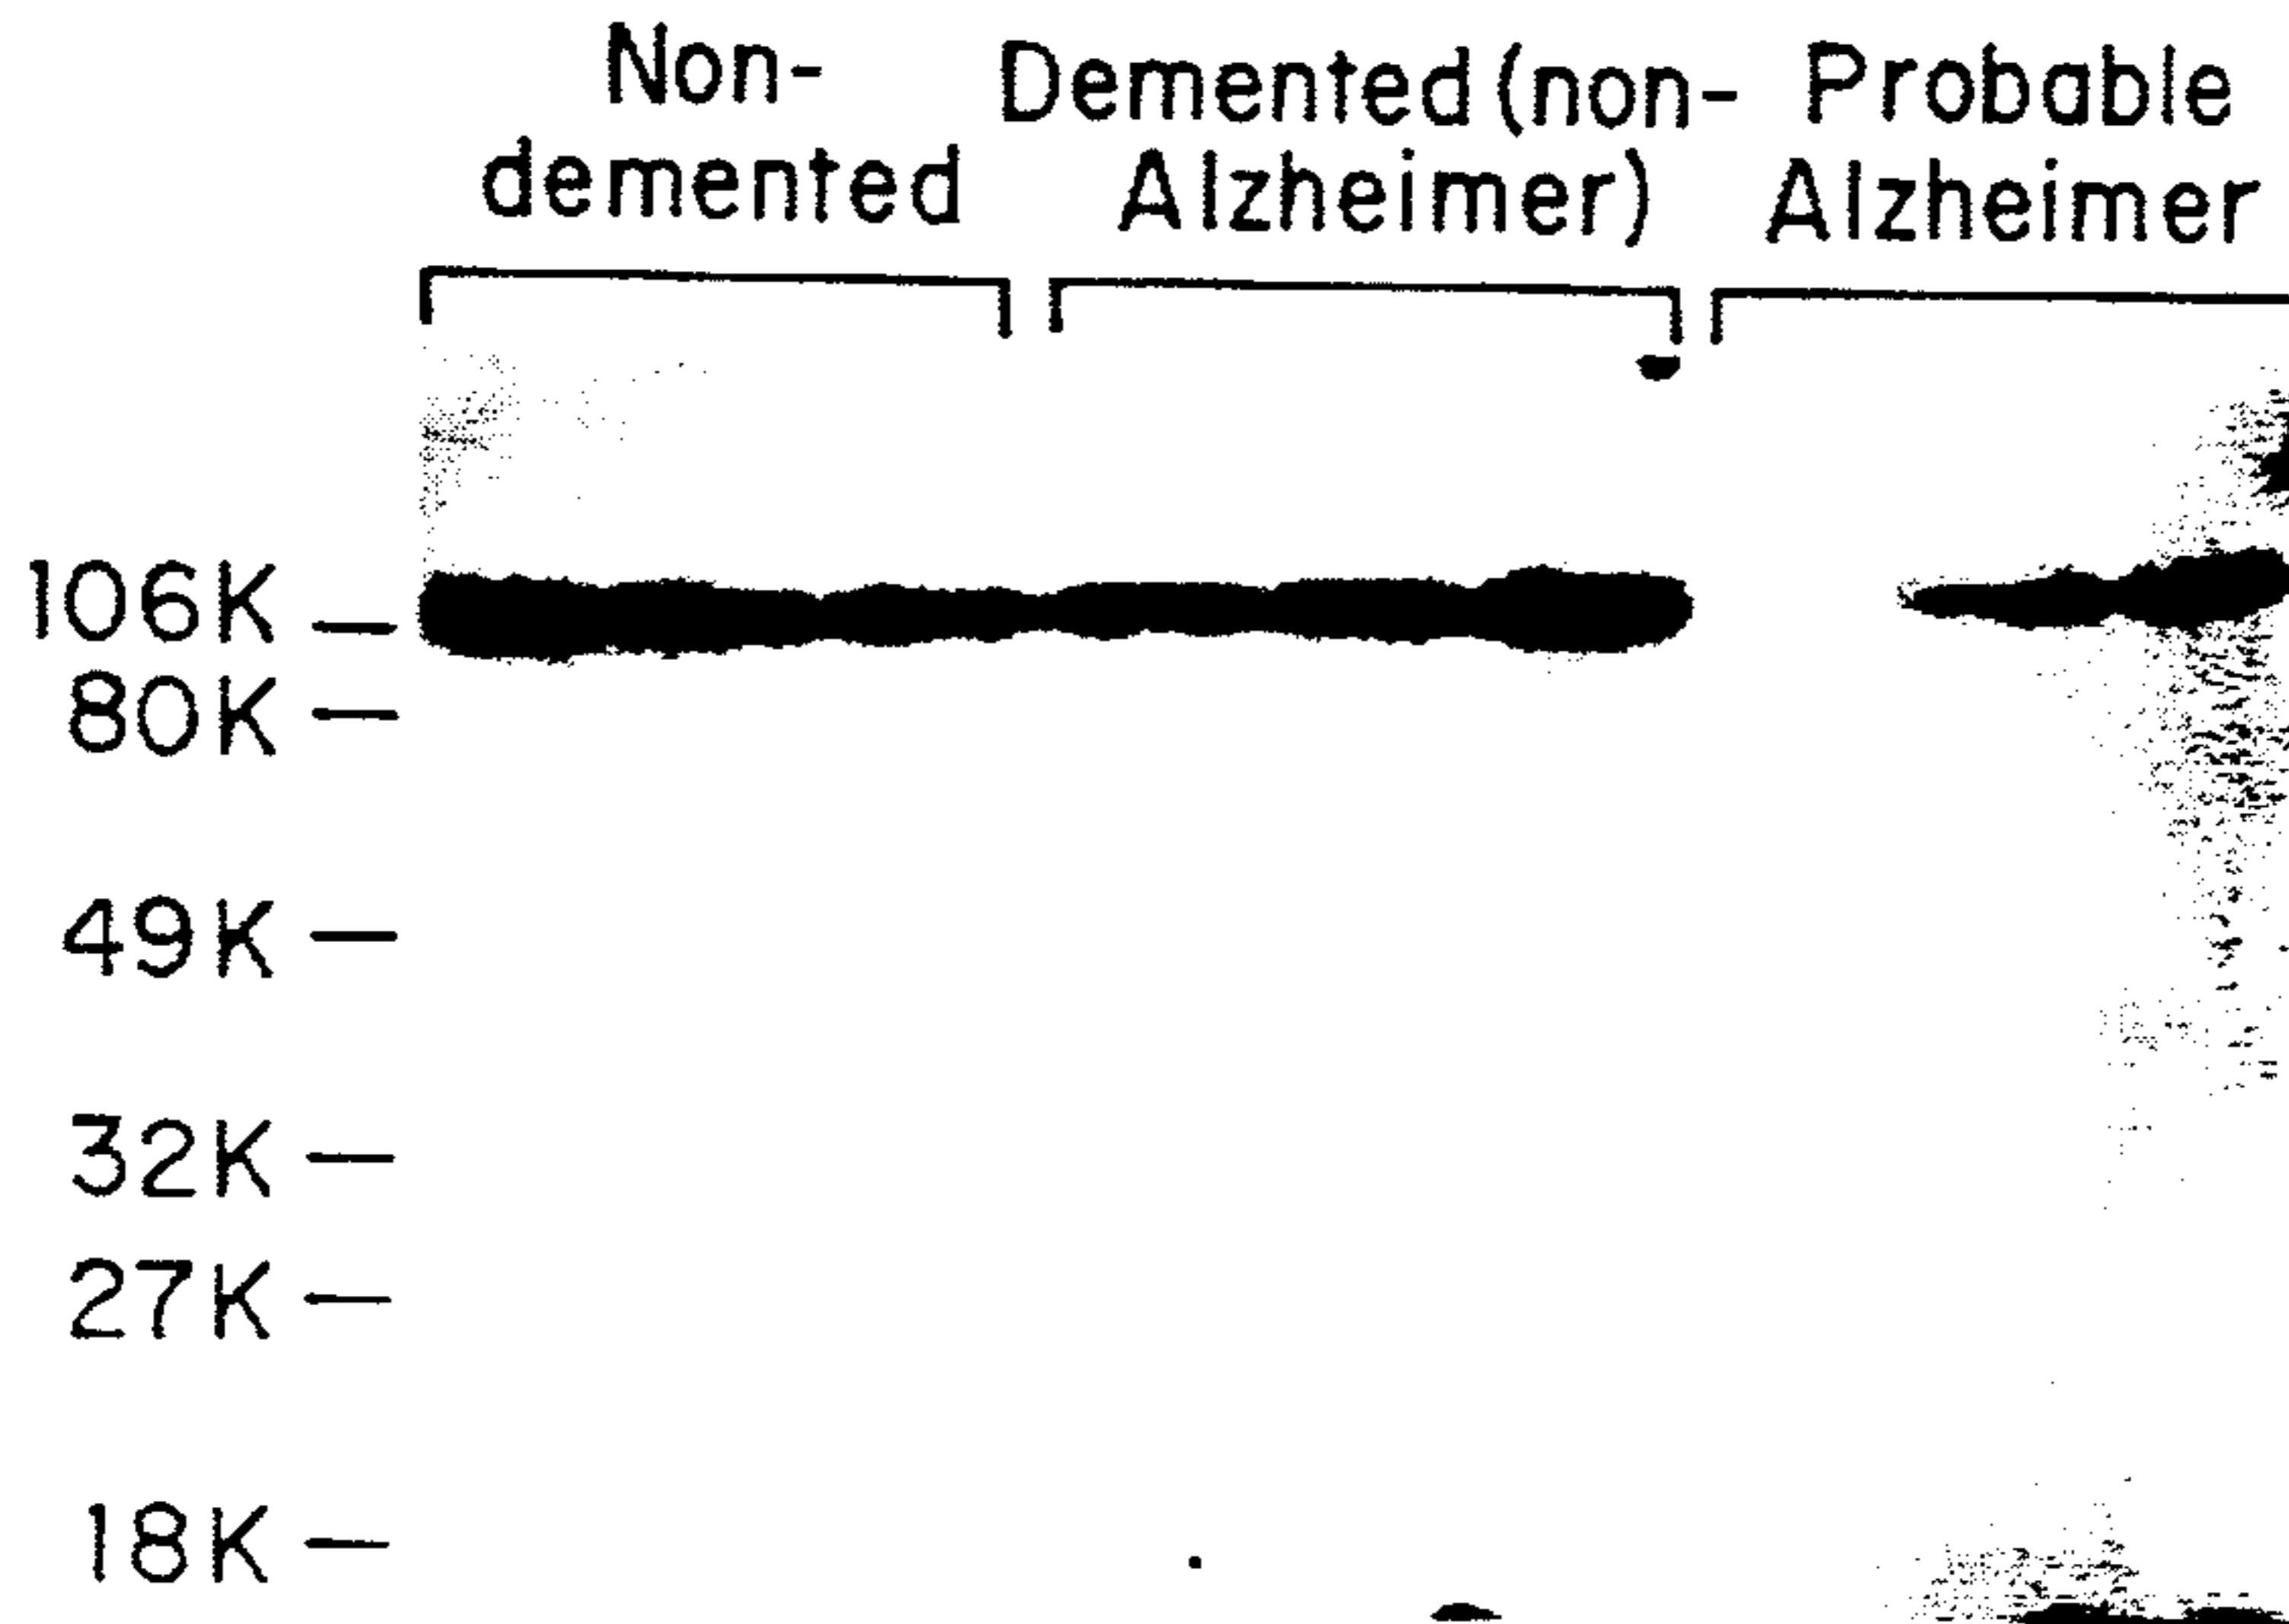 Non-
demented
Demented (non-
Alzheimer)
Probable
Alzheimer
106K
80K
49K
32K
27K
18K